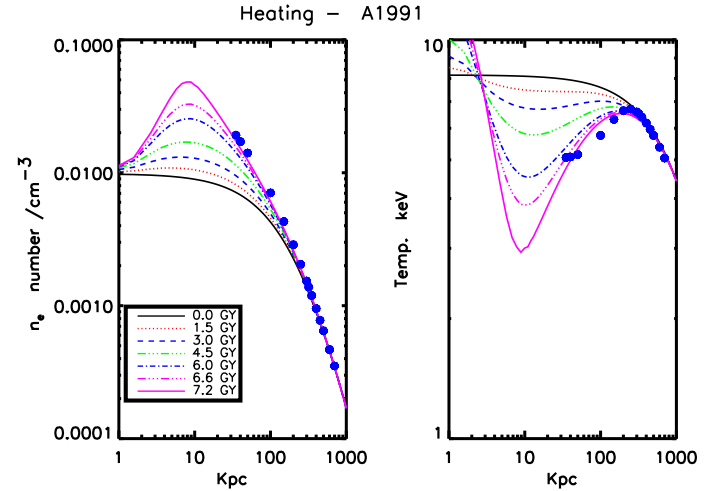 Heating – A1991
0.1000
0.0100
0.0010
0.0001
n_e number /cm^-3
0.0 GY
1.5 GY
3.0 GY
4.5 GY
6.0 GY
6.6 GY
7.2 GY
1 10 100 1000
Kpc
10
1
Temp. keV
1 10 100 1000
Kpc